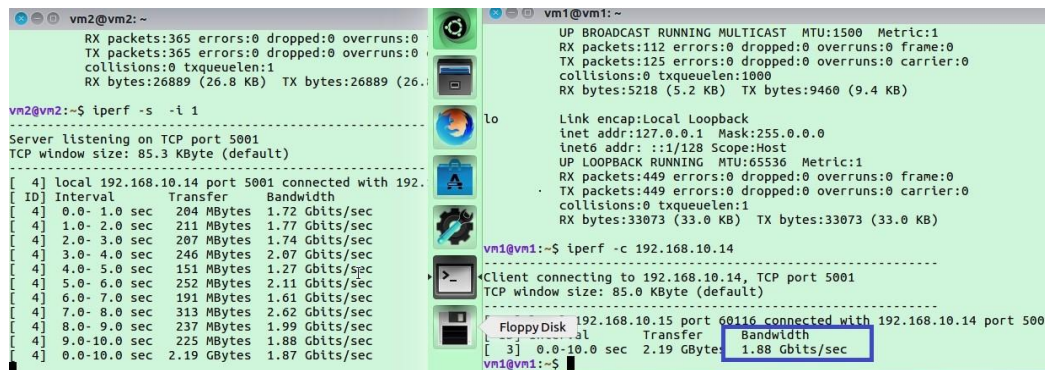 vm2@vm2: ~
RX packets:365 errors:0 dropped:0 overruns:0
TX packets:365 errors:0 dropped:0 overruns:0
collisions:0 txqueuelen:1
RX bytes:26889 (26.8 KB)  TX bytes:26889 (26.
vm2@vm2:~$ iperf -s  -i 1
------------------------------------------------------------
Server listening on TCP port 5001
TCP window size: 85.3 KByte (default)
------------------------------------------------------------
[  4] local 192.168.10.14 port 5001 connected with 192.
[ ID] Interval       Transfer     Bandwidth
[  4]  0.0- 1.0 sec   204 MBytes  1.72 Gbits/sec
[  4]  1.0- 2.0 sec   211 MBytes  1.77 Gbits/sec
[  4]  2.0- 3.0 sec   207 MBytes  1.74 Gbits/sec
[  4]  3.0- 4.0 sec   246 MBytes  2.07 Gbits/sec
[  4]  4.0- 5.0 sec   151 MBytes  1.27 Gbits/sec
[  4]  5.0- 6.0 sec   252 MBytes  2.11 Gbits/sec
[  4]  6.0- 7.0 sec   191 MBytes  1.61 Gbits/sec
[  4]  7.0- 8.0 sec   313 MBytes  2.62 Gbits/sec
[  4]  8.0- 9.0 sec   237 MBytes  1.99 Gbits/sec
[  4]  9.0-10.0 sec   225 MBytes  1.88 Gbits/sec
[  4]  0.0-10.0 sec  2.19 GBytes  1.87 Gbits/sec
Floppy Disk
vm1@vm1: ~
UP BROADCAST RUNNING MULTICAST  MTU:1500  Metric:1
RX packets:112 errors:0 dropped:0 overruns:0 frame:0
TX packets:125 errors:0 dropped:0 overruns:0 carrier:0
collisions:0 txqueuelen:1000
RX bytes:5218 (5.2 KB)  TX bytes:9460 (9.4 KB)
lo        Link encap:Local Loopback
inet addr:127.0.0.1  Mask:255.0.0.0
inet6 addr: ::1/128 Scope:Host
UP LOOPBACK RUNNING  MTU:65536  Metric:1
RX packets:449 errors:0 dropped:0 overruns:0 frame:0
TX packets:449 errors:0 dropped:0 overruns:0 carrier:0
collisions:0 txqueuelen:1
RX bytes:33073 (33.0 KB)  TX bytes:33073 (33.0 KB)
vm1@vm1:~$ iperf -c 192.168.10.14
------------------------------------------------------------
Client connecting to 192.168.10.14, TCP port 5001
TCP window size: 85.0 KByte (default)
------------------------------------------------------------
192.168.10.15 port 60116 connected with 192.168.10.14 port 500
Transfer     Bandwidth
[  3]  0.0-10.0 sec  2.19 GBytes  1.88 Gbits/sec
vm1@vm1:~$